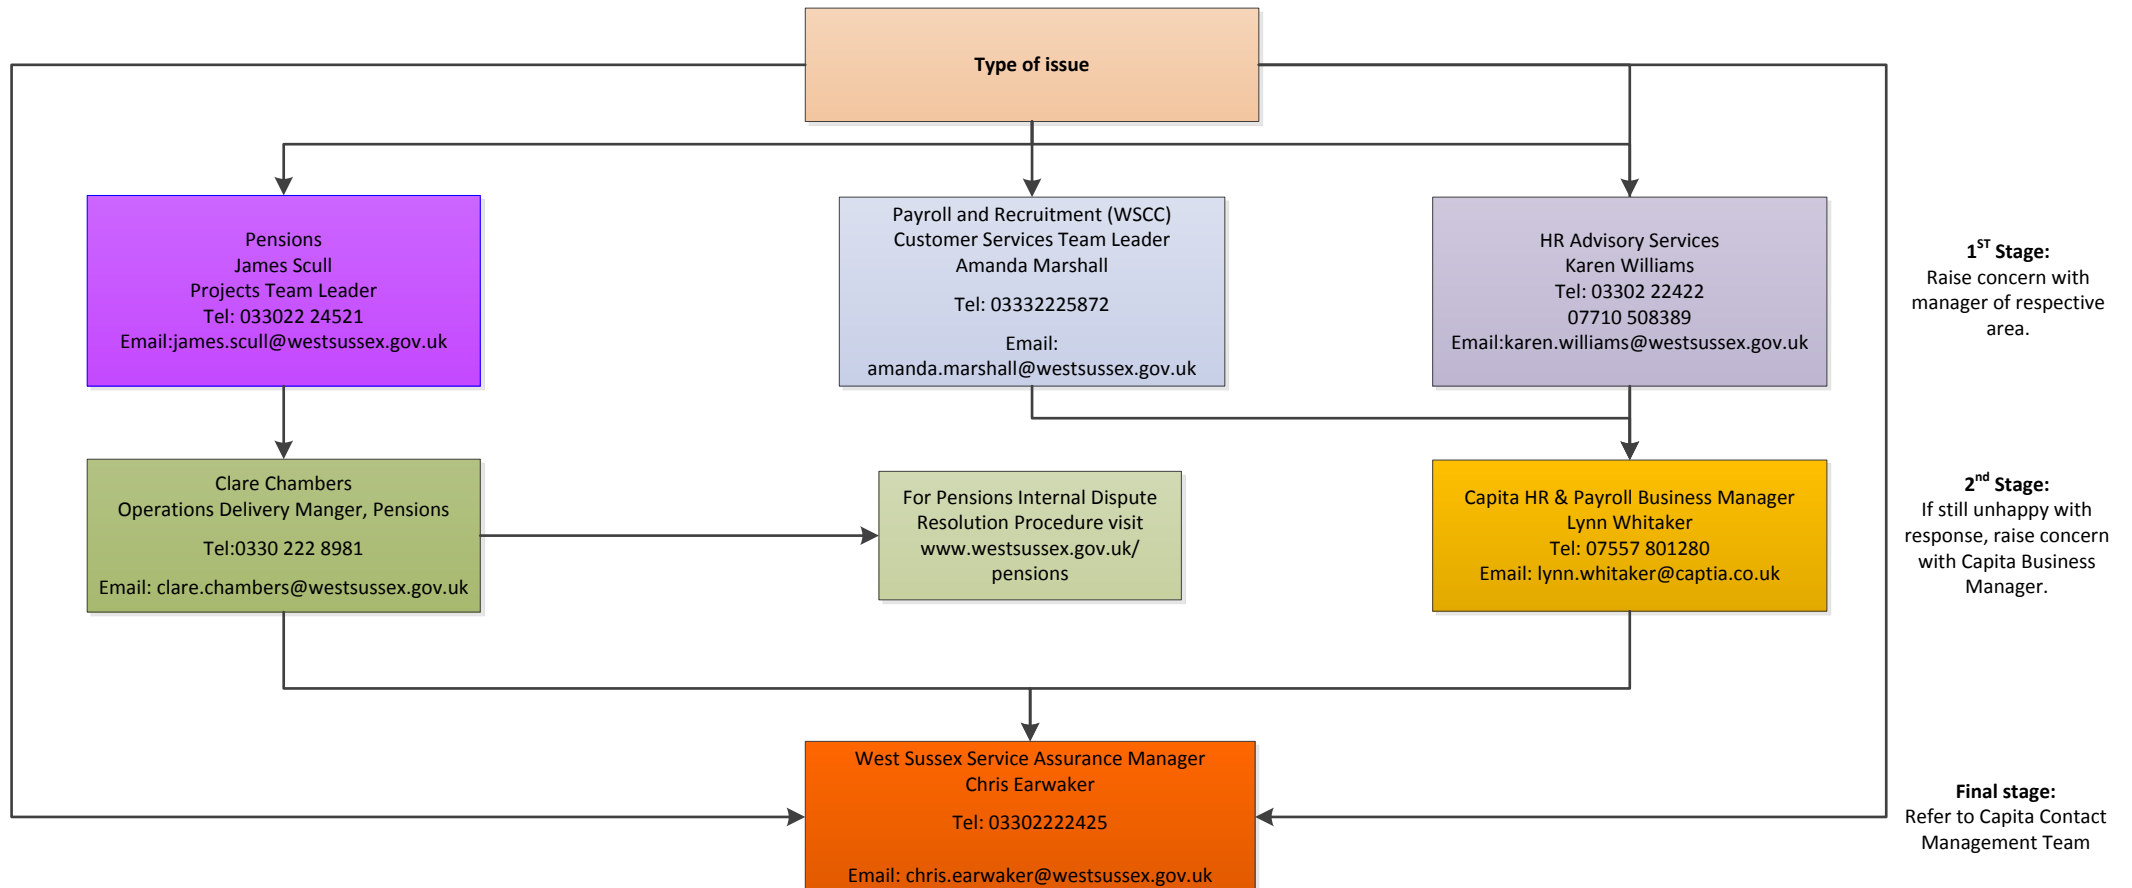 Type of issue
Pensions
James Scull
Projects Team Leader
Tel: 033022 24521
Email:james.scull@westsussex.gov.uk
Payroll and Recruitment (WSCC)
Customer Services Team Leader
Amanda Marshall
Tel: 03332225872
Email:
amanda.marshall@westsussex.gov.uk
HR Advisory Services
Karen Williams
Tel: 03302 22422
07710 508389
Email:karen.williams@westsussex.gov.uk
1ST Stage:
Raise concern with
manager of respective
area.
Clare Chambers
Operations Delivery Manger, Pensions
Tel:0330 222 8981
Email: clare.chambers@westsussex.gov.uk
For Pensions Internal Dispute
Resolution Procedure visit
www.westsussex.gov.uk/
pensions
Capita HR & Payroll Business Manager
Lynn Whitaker
Tel: 07557 801280
Email: lynn.whitaker@captia.co.uk
2nd Stage:
If still unhappy with
response, raise concern
with Capita Business
Manager.
West Sussex Service Assurance Manager
Chris Earwaker
Tel: 03302222425
Email: chris.earwaker@westsussex.gov.uk
Final stage:
Refer to Capita Contact
Management Team